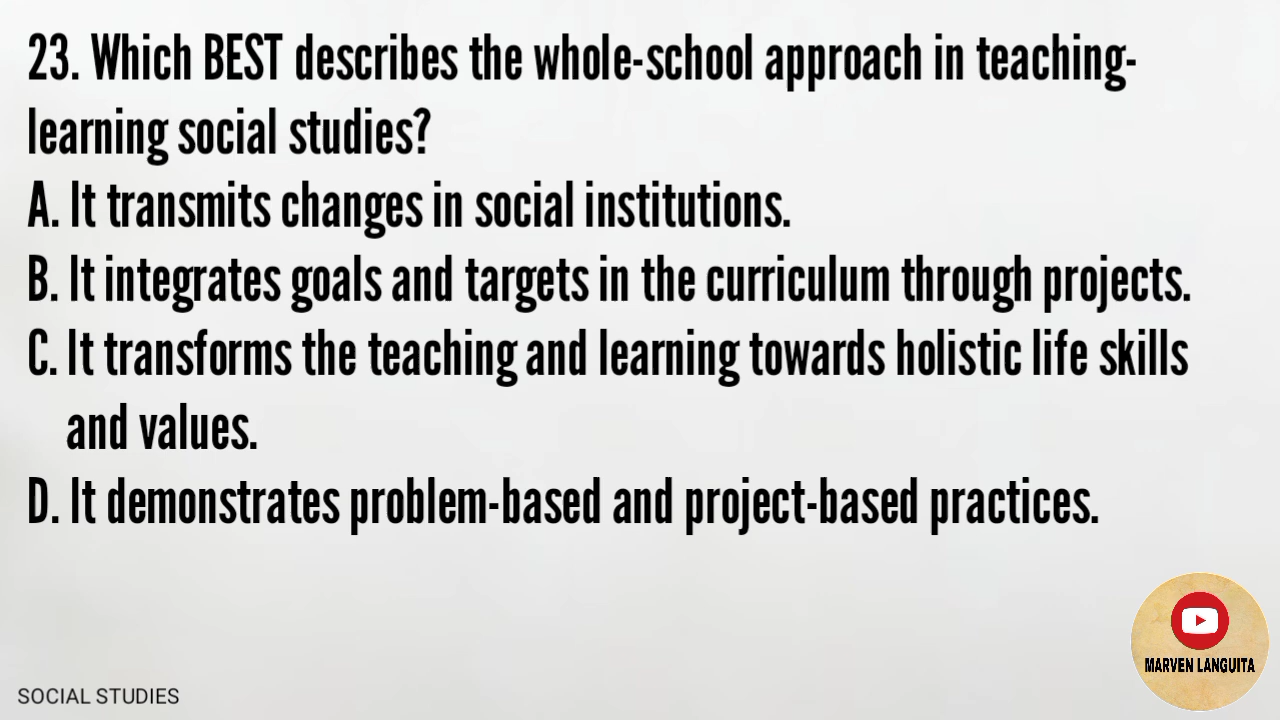 23. Which BEST describes the whole-school approach in teaching-
learning social studies?
A. It transmits changes in social institutions.
B. It integrates goals and targets in the curriculum through projects.
C. It transforms the teaching and learning towards holistic life skills
and values.
D. It demonstrates problem-based and project-based practices.
MARVEN LANGUITA
SOCIAL STUDIES